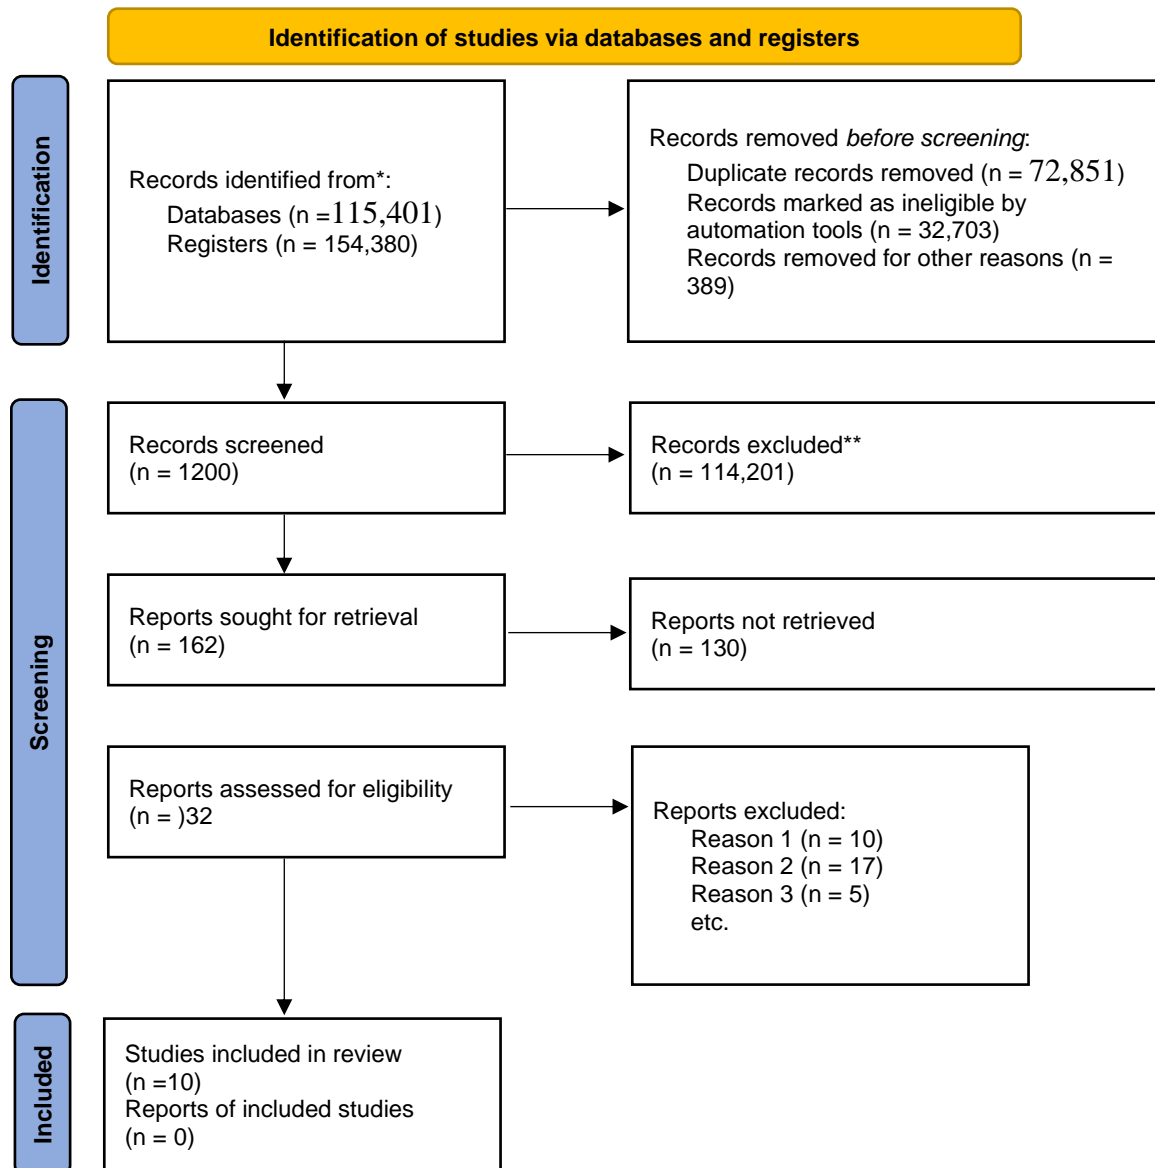 Identification of studies via databases and registers
Identification
Records identified from*:
Databases (n =115,401)
Registers (n = 154,380)
Records removed before screening:
Duplicate records removed (n = 72,851)
Records marked as ineligible by
automation tools (n = 32,703)
Records removed for other reasons (n =
389)
Screening
Records screened
(n = 1200)
Records excluded**
(n = 114,201)
Reports sought for retrieval
(n = 162)
Reports not retrieved
(n = 130)
Reports assessed for eligibility
(n = )32
Reports excluded:
Reason 1 (n = 10)
Reason 2 (n = 17)
Reason 3 (n = 5)
etc.
Included
Studies included in review
(n =10)
Reports of included studies
(n = 0)